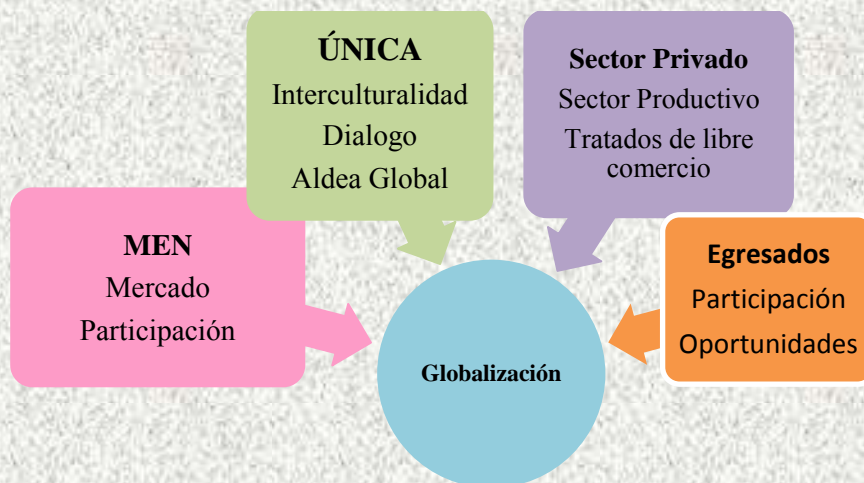 ÚNICA
Interculturalidad
Dialogo
Aldea Global
Sector Privado
Sector Productivo
Tratados de libre
comercio
MEN
Mercado
Participación
Egresados
Participación
Oportunidades
Globalización